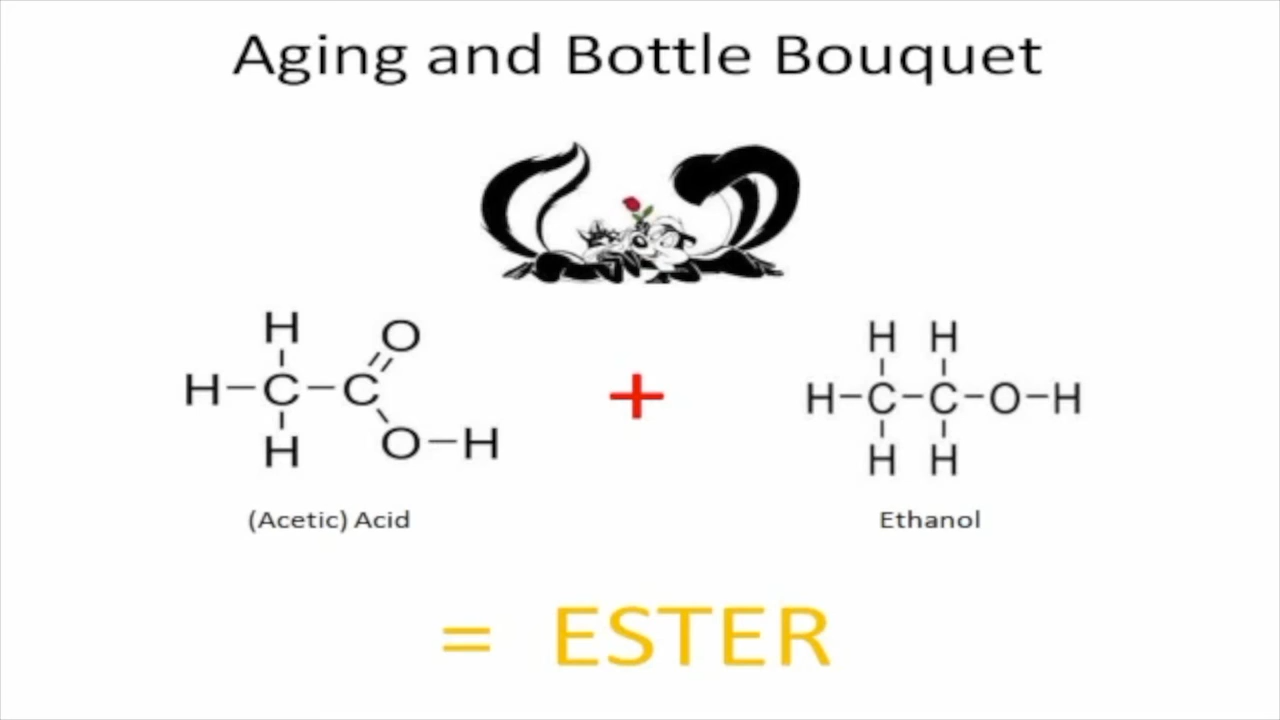 Aging and Bottle Bouquet
H
O
H-C-C
H
O-H
+
H H
H-C-C-O-H
H H
(Acetic) Acid
Ethanol
= ESTER